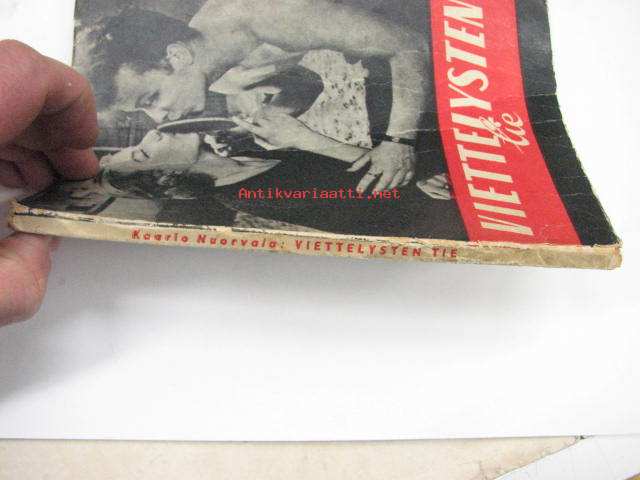 VIETTELYSTEN
tie
Antikvariaatti.net
Kaarlo Nuorvala: VIETTELYSTEN TIE